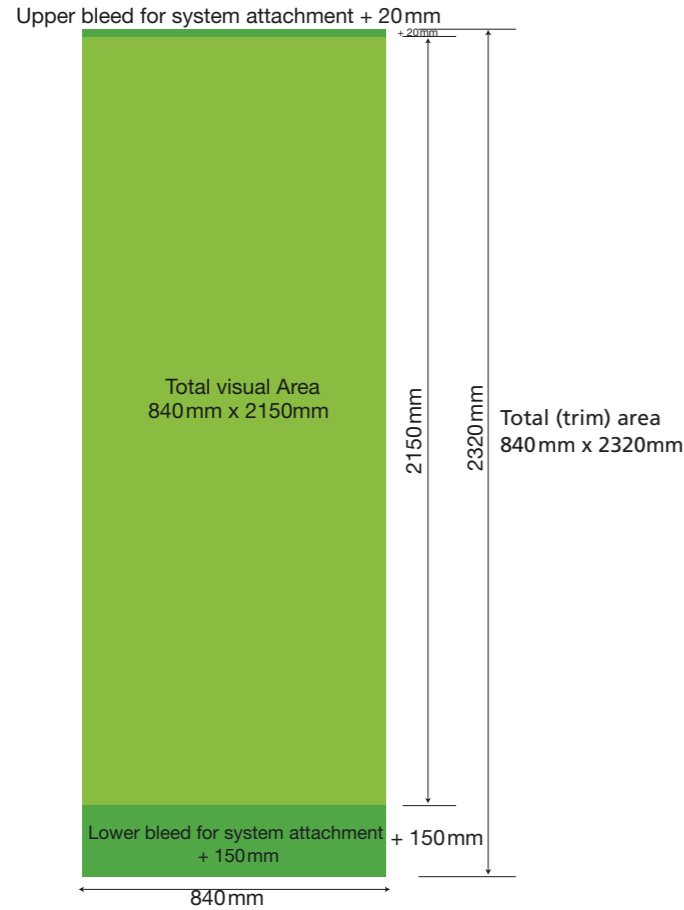 Upper bleed for system attachment + 20mm
+ 20mm
Total visual Area
840mm x 2150mm
2150mm
2320mm
Total (trim) area
840mm x 2320mm
Lower bleed for system attachment
+ 150mm
+ 150mm
840mm